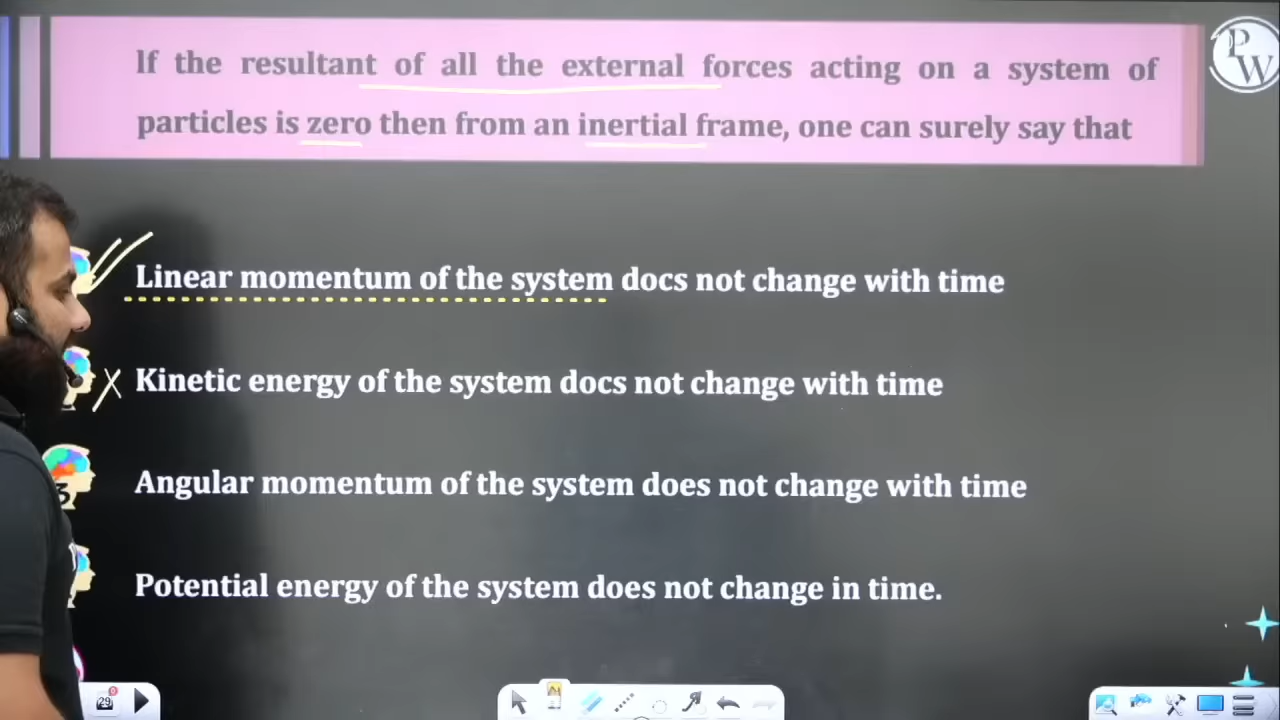 If the resultant of all the external forces acting on a system of
particles is zero then from an inertial frame, one can surely say that
PW
Linear momentum of the system docs not change with time
Kinetic energy of the system docs not change with time
3
Angular momentum of the system does not change with time
Potential energy of the system does not change in time.
29